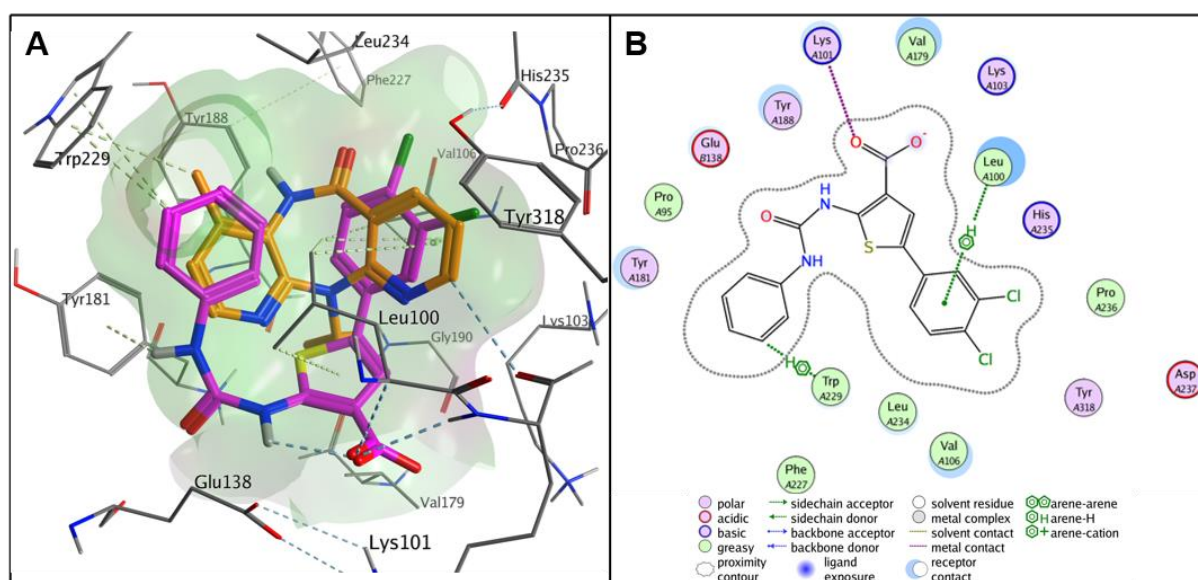 A
Leu234
Phe227
His235
Tyr188
Trp229
Val106
Pro236
Tyr318
Tyr181
Leu100
Lys103
Gly190
Glu138
Val179
Lys101
B
Lys
A101
Val
A179
Lys
A103
Tyr
A188
Glu
B138
O
O-
Leu
A100
Pro
A95
NH
O
H
His
A235
S
NH
Tyr
A181
Cl
Pro
A236
Cl
H
Trp
A229
Asp
A237
Tyr
A318
Leu
A234
Val
A106
Phe
A227
polar
sidechain acceptor
solvent residue
arene-arene
acidic
sidechain donor
metal complex
H arene-H
basic
backbone acceptor
solvent contact
+ arene-cation
greasy
backbone donor
metal contact
proximity
contour
ligand
exposure
receptor
contact